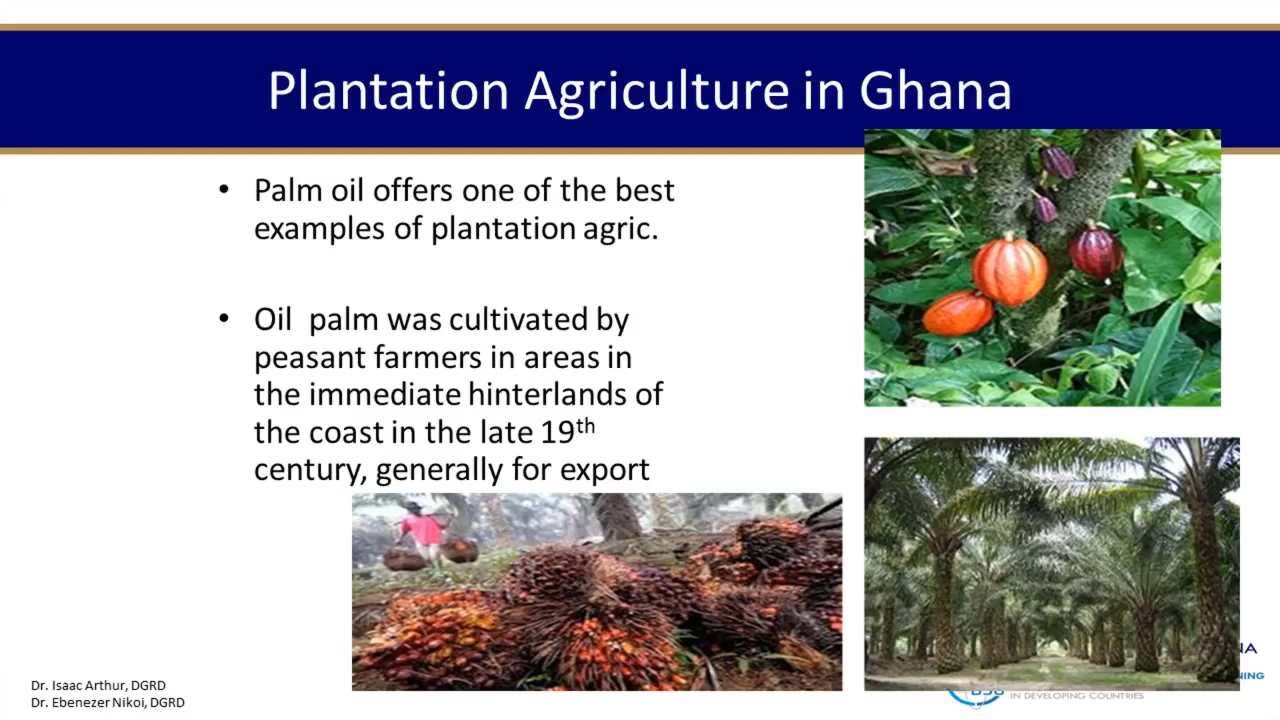 Plantation Agriculture in Ghana
• Palm oil offers one of the best
examples of plantation agric.
• Oil palm was cultivated by
peasant farmers in areas in
the immediate hinterlands of
the coast in the late 19th
century, generally for export
Dr. Isaac Arthur, DGRD
Dr. Ebenezer Nikoi, DGRD
IN DEVELOPING COUNTRIES